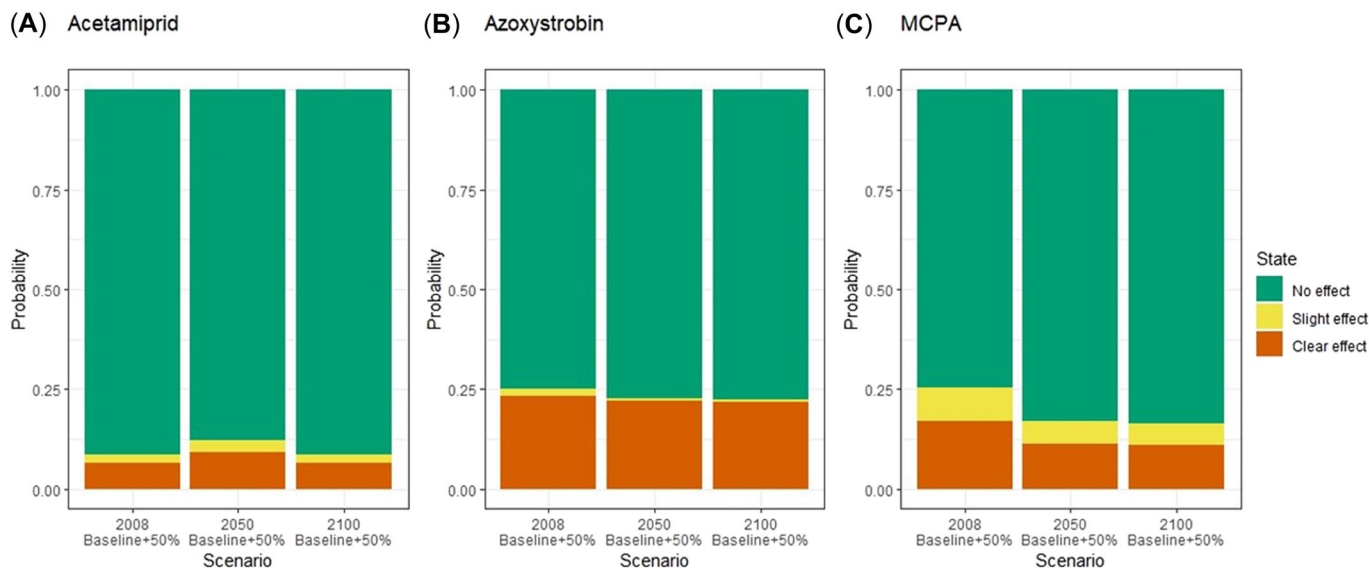 (A) Acetamiprid
Probability
1.00
0.75
0.50
0.25
0.00
2008 2050 2100
Baseline+50% Baseline+50% Baseline+50%
Scenario
(B) Azoxystrobin
Probability
1.00
0.75
0.50
0.25
0.00
2008 2050 2100
Baseline+50% Baseline+50% Baseline+50%
Scenario
(C) MCPA
Probability
1.00
0.75
0.50
0.25
0.00
2008 2050 2100
Baseline+50% Baseline+50% Baseline+50%
Scenario
State
No effect
Slight effect
Clear effect